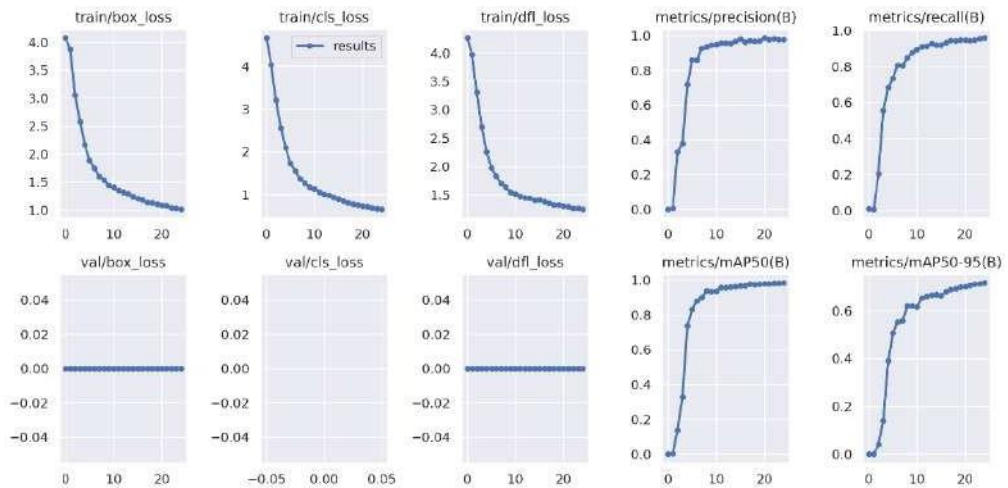 train/box_loss
train/cls_loss
train/dfl_loss
metrics/precision(B)
metrics/recall(B)
results
4.0
3.5
3.0
2.5
2.0
1.5
1.0
4
3
2
1
4.0
3.5
3.0
2.5
2.0
1.5
1.0
0.8
0.6
0.4
0.2
0.0
1.0
0.8
0.6
0.4
0.2
0.0
0 10 20
0 10 20
0 10 20
0 10 20
0 10 20
val/box_loss
val/cls_loss
val/dfl_loss
metrics/mAP50(B)
metrics/mAP50-95(B)
0.04
0.02
0.00
−0.02
−0.04
0.04
0.02
0.00
−0.02
−0.04
0.04
0.02
0.00
−0.02
−0.04
1.0
0.8
0.6
0.4
0.2
0.0
0.6
0.4
0.2
0.0
0 10 20
−0.05 0.00 0.05
0 10 20
0 10 20
0 10 20